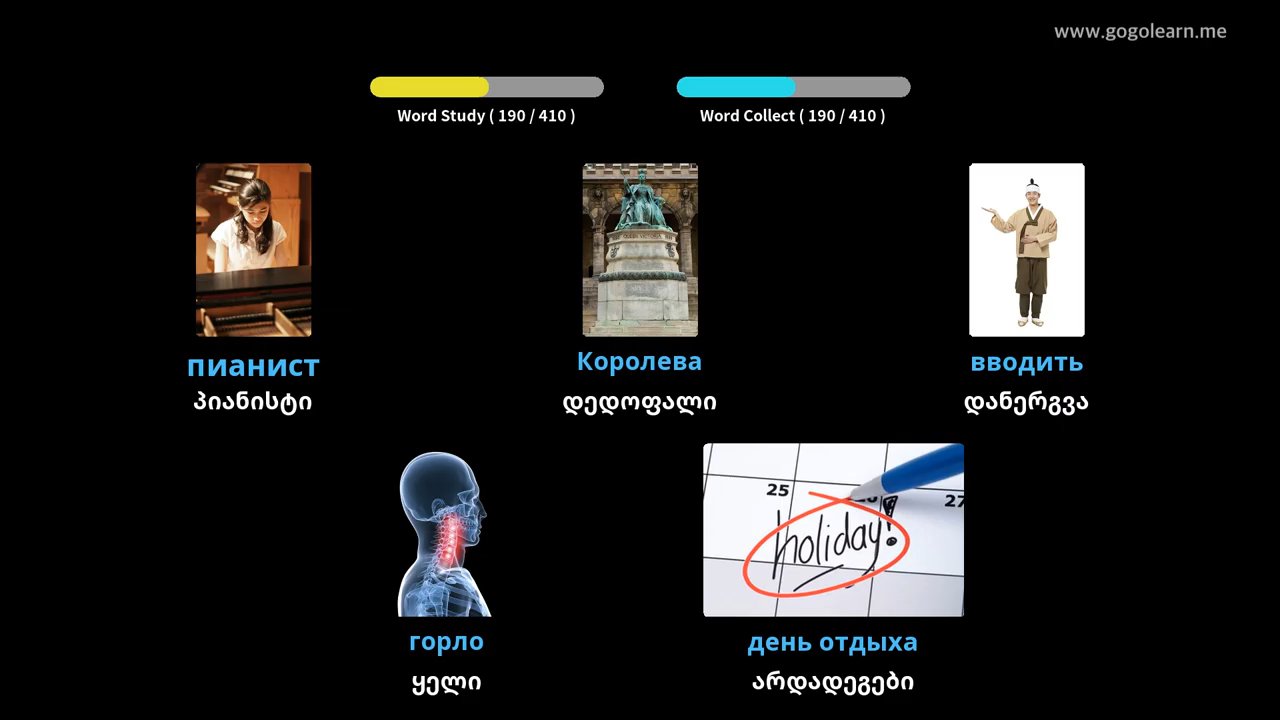 www.gogolearn.me
Word Study ( 190 / 410 )
Word Collect ( 190 / 410 )
пианист
Королева
вводить
პიანისტი
დედოფალი
დანერგვა
25
27
holiday!
горло
день отдыха
ყელი
არდადეგები